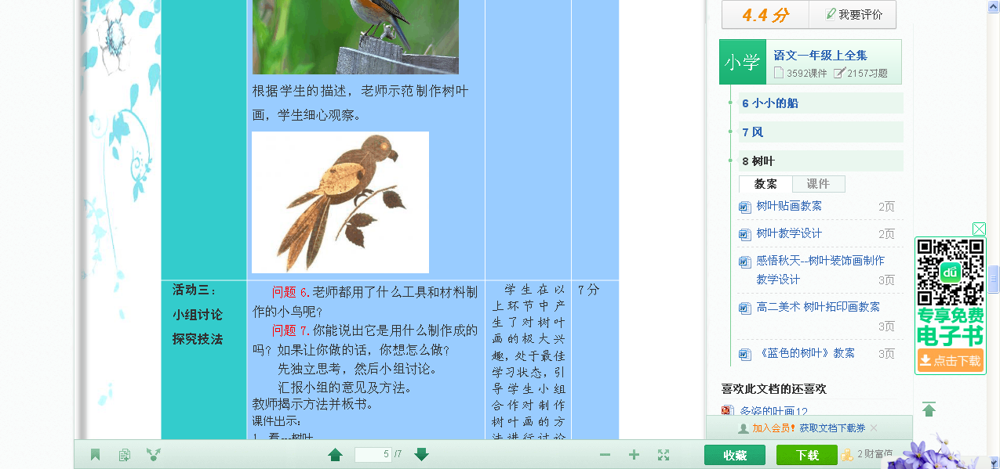 根据学生的描述，老师示范制作树叶
画，学生细心观察。
活动三：
小组讨论
探究技法
问题 6.老师都用了什么工具和材料制
作的小鸟呢？
问题 7.你能说出它是用什么制作成的
吗？如果让你做的话，你想怎么做？
先独立思考，然后小组讨论。
汇报小组的意见及方法。
教师揭示方法并板书。
课件出示：
1、看---树叶
学生在以
上环节中产
生了对树叶
画的极大兴
趣，处于最佳
学习状态，引
导学生小组
合作对制作
树叶画的方
法进行讨论
7 分
4.4 分
我要评价
小学
语文一年级上全集
3592课件 2157习题
6 小小的船
7 风
8 树叶
教案 课件
树叶贴画教案 2页
树叶教学设计 2页
感悟秋天--树叶装饰画制作
教学设计 3页
高二美术 树叶拓印画教案
3页
《蓝色的树叶》教案 3页
喜欢此文档的还喜欢
多姿的叶画12
加入会员! 获取文档下载券
du
专享免费
电子书
点击下载
5 /7
收藏
下载
2财富值